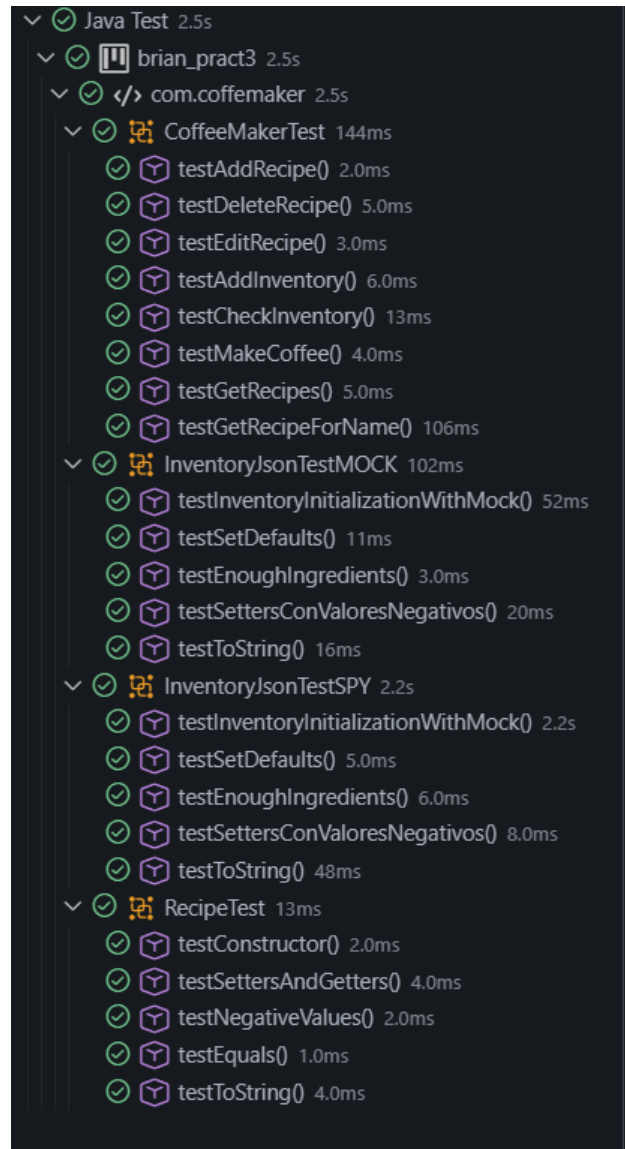 Java Test 2.5s
brian_pract3 2.5s
com.coffemaker 2.5s
CoffeeMakerTest 144ms
testAddRecipe() 2.0ms
testDeleteRecipe() 5.0ms
testEditRecipe() 3.0ms
testAddInventory() 6.0ms
testCheckInventory() 13ms
testMakeCoffee() 4.0ms
testGetRecipes() 5.0ms
testGetRecipeForName() 106ms
InventoryJsonTestMOCK 102ms
testInventoryInitializationWithMock() 52ms
testSetDefaults() 11ms
testEnoughIngredients() 3.0ms
testSettersConValoresNegativos() 20ms
testToString() 16ms
InventoryJsonTestSPY 2.2s
testInventoryInitializationWithMock() 2.2s
testSetDefaults() 5.0ms
testEnoughIngredients() 6.0ms
testSettersConValoresNegativos() 8.0ms
testToString() 48ms
RecipeTest 13ms
testConstructor() 2.0ms
testSettersAndGetters() 4.0ms
testNegativeValues() 2.0ms
testEquals() 1.0ms
testToString() 4.0ms